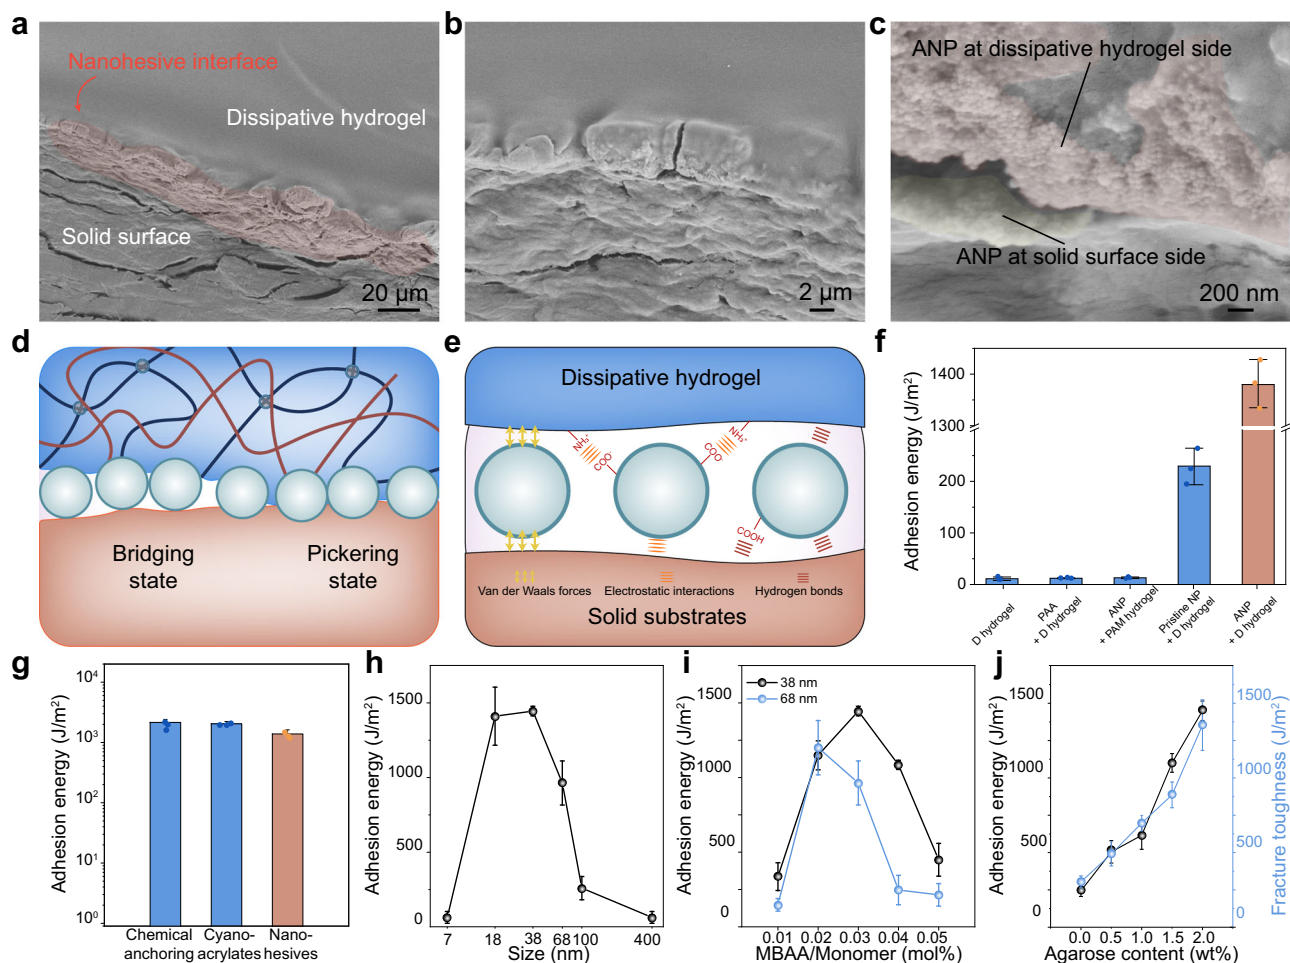 a
Nanohesive interface
Dissipative hydrogel
Solid surface
20 μm
b
2 μm
c
ANP at dissipative hydrogel side
ANP at solid surface side
200 nm
d
Bridging
state
Pickering
state
e
Dissipative hydrogel
NH₃⁺
COO⁻
COO⁻
NH₃⁺
COOH
Van der Waals forces
Electrostatic interactions
Hydrogen bonds
Solid substrates
f
Adhesion energy (J/m²)
1400
1300
200
100
0
D hydrogel
PAA
+ D hydrogel
ANP
+ PAM hydrogel
Pristine NP
+ D hydrogel
ANP
+ D hydrogel
g
Adhesion energy (J/m²)
10⁴
10³
10²
10¹
10⁰
Chemical
anchoring
Cyano-
acrylates
Nano-
hesives
h
Adhesion energy (J/m²)
1500
1000
500
0
7
18
38
68
100
400
Size (nm)
i
38 nm
68 nm
Adhesion energy (J/m²)
1500
1000
500
0
0.01
0.02
0.03
0.04
0.05
MBAA/Monomer (mol%)
j
Adhesion energy (J/m²)
1500
1000
500
0
0.0
0.5
1.0
1.5
2.0
Agarose content (wt%)
1500
1000
500
0
Fracture toughness (J/m²)